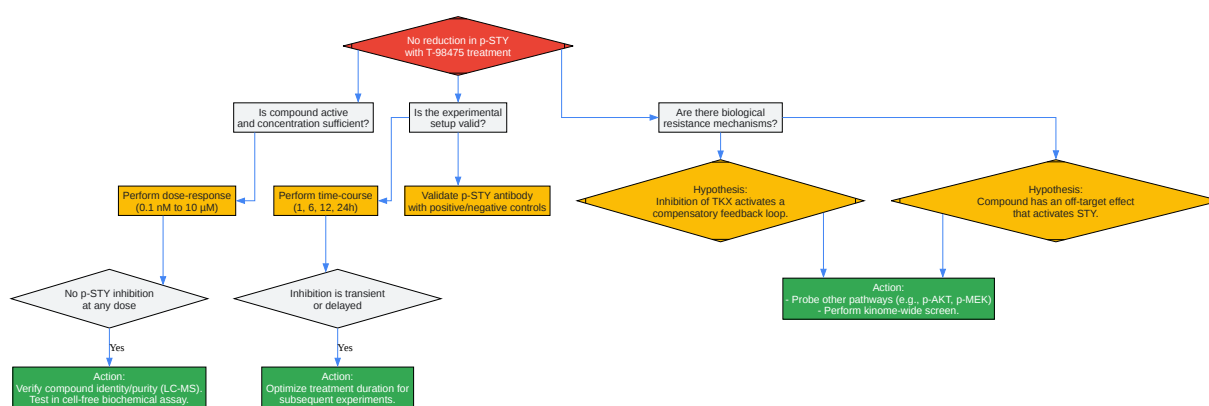 No reduction in p-STY
with T-98475 treatment
Is compound active
and concentration sufficient?
Is the experimental
setup valid?
Are there biological
resistance mechanisms?
Perform dose-response
(0.1 nM to 10 µM)
Perform time-course
(1, 6, 12, 24h)
Validate p-STY antibody
with positive/negative controls
Hypothesis:
Inhibition of TKX activates a
compensatory feedback loop.
Hypothesis:
Compound has an off-target effect
that activates STY.
No p-STY inhibition
at any dose
Inhibition is transient
or delayed
Action:
- Probe other pathways (e.g., p-AKT, p-MEK)
- Perform kinome-wide screen.
Yes
Yes
Action:
Verify compound identity/purity (LC-MS).
Test in cell-free biochemical assay.
Action:
Optimize treatment duration for
subsequent experiments.